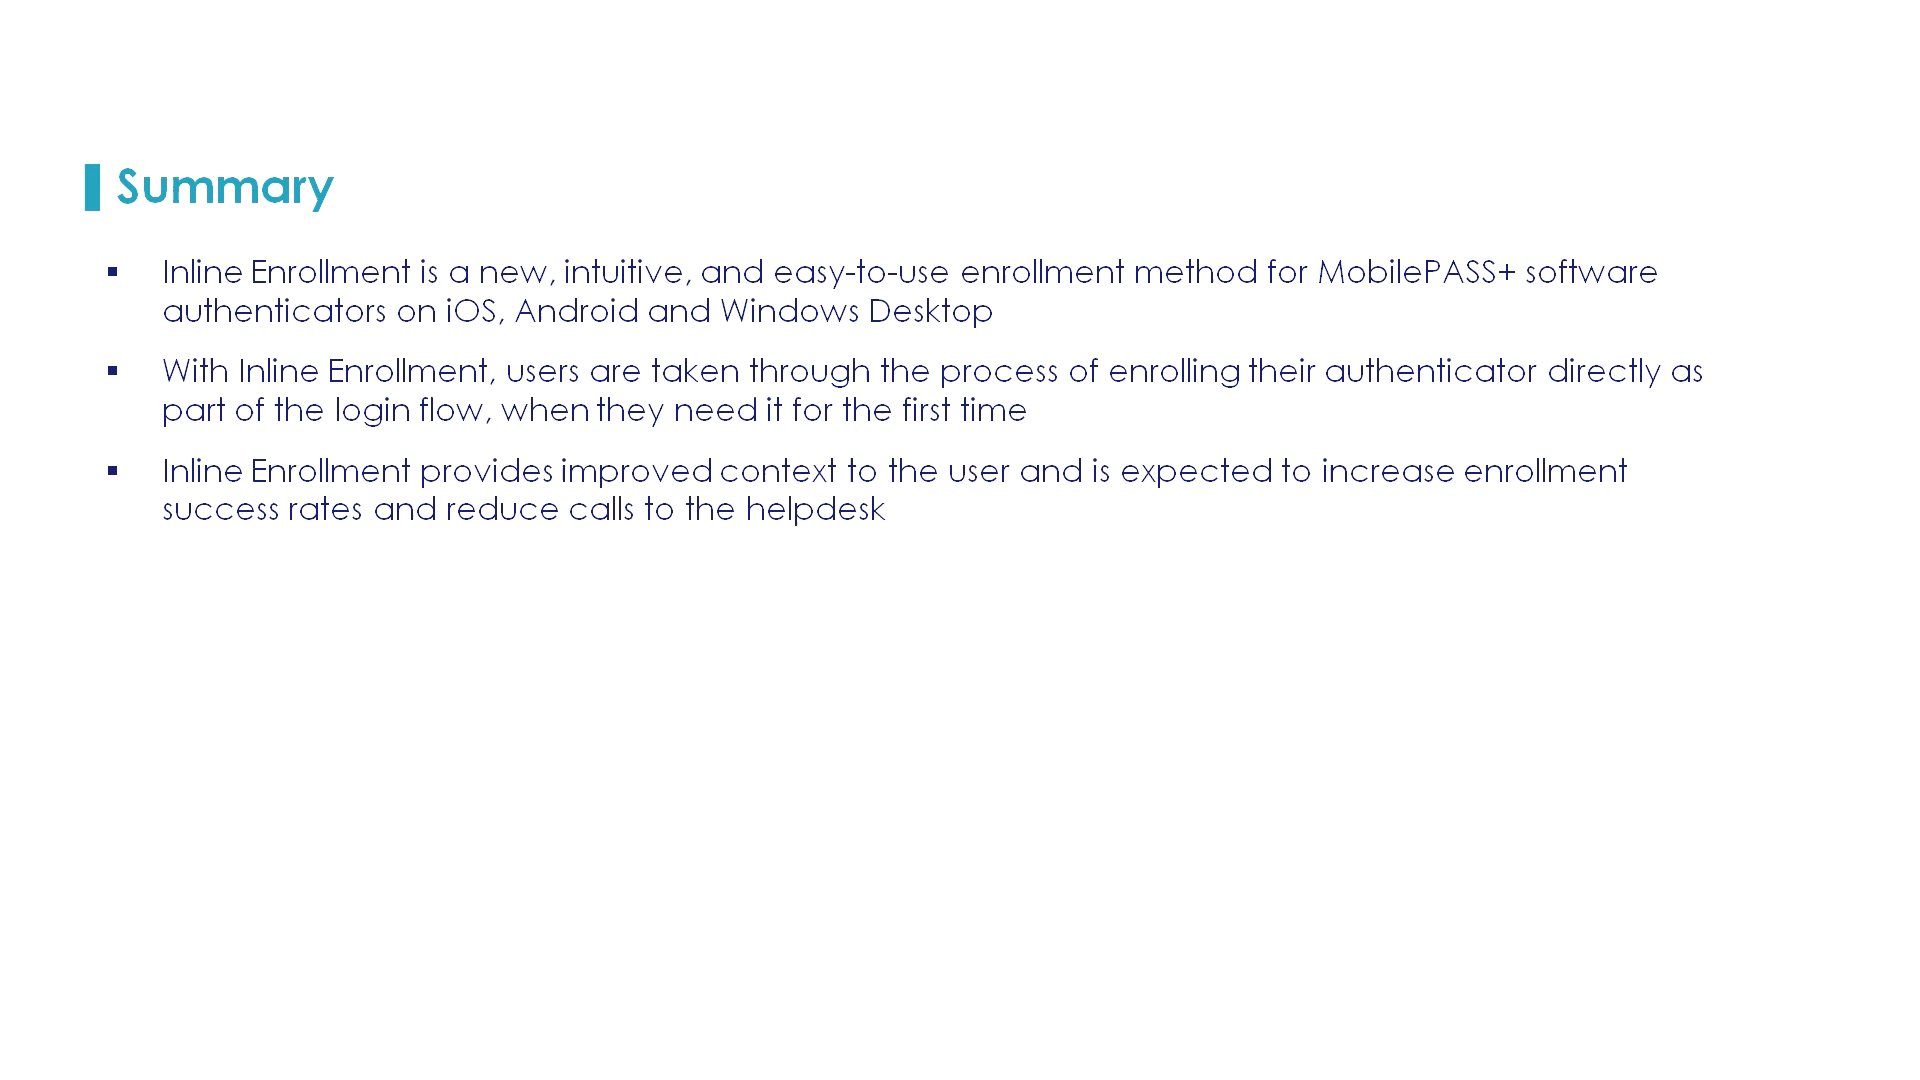 Summary
▪ Inline Enrollment is a new, intuitive, and easy-to-use enrollment method for MobilePASS+ software
authenticators on iOS, Android and Windows Desktop
▪ With Inline Enrollment, users are taken through the process of enrolling their authenticator directly as
part of the login flow, when they need it for the first time
▪ Inline Enrollment provides improved context to the user and is expected to increase enrollment
success rates and reduce calls to the helpdesk